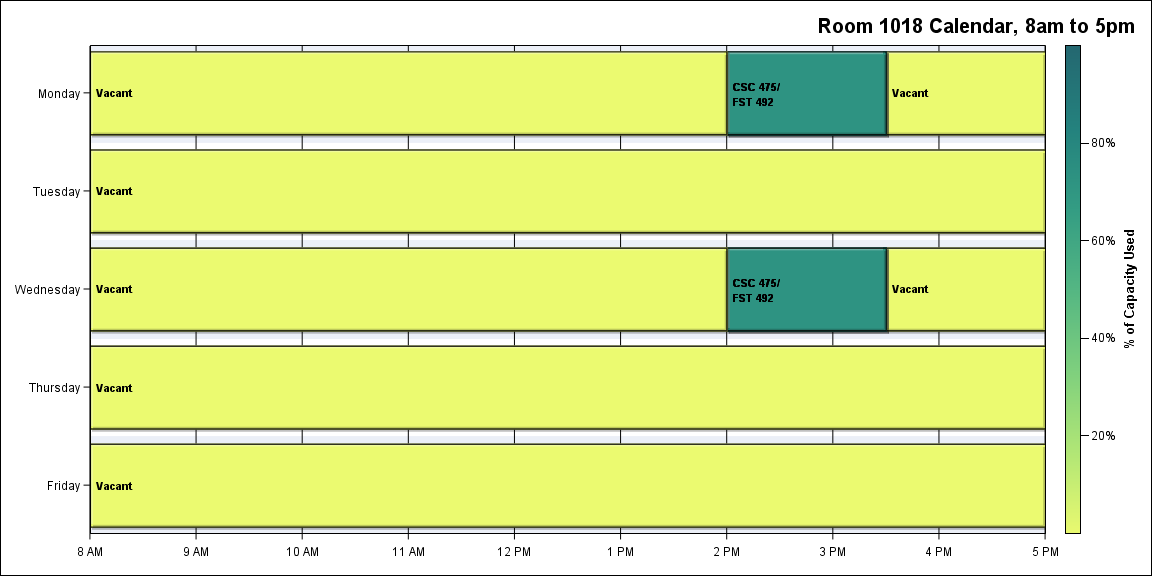 Room 1018 Calendar, 8am to 5pm
Monday
Vacant
CSC 475/
FST 492
Vacant
Tuesday
Vacant
Wednesday
Vacant
CSC 475/
FST 492
Vacant
Thursday
Vacant
Friday
Vacant
8 AM
9 AM
10 AM
11 AM
12 PM
1 PM
2 PM
3 PM
4 PM
5 PM
80%
60%
40%
20%
% of Capacity Used